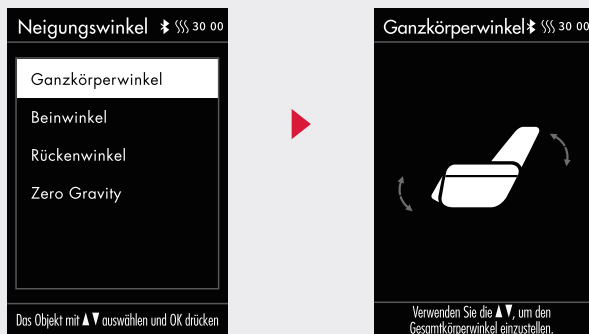 Neigungswinkel 30 00
Ganzkörperwinkel
Beinwinkel
Rückenwinkel
Zero Gravity
Das Objekt mit ▲▼ auswählen und OK drücken
Ganzkörperwinkel 30 00
Verwenden Sie die ▲▼, um den
Gesamtkörperwinkel einzustellen.